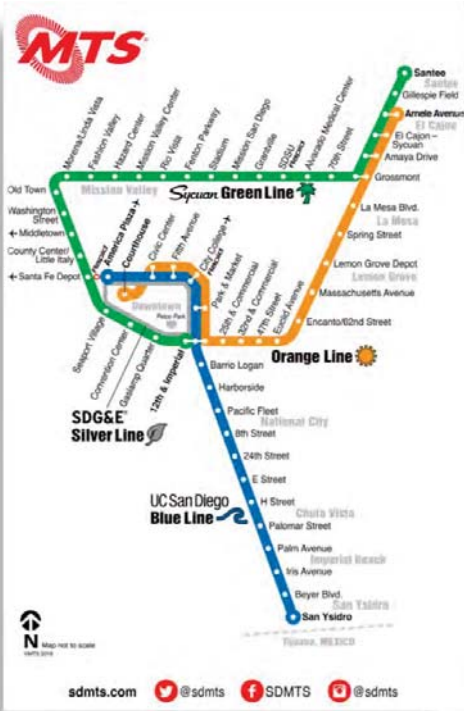 MTS
Santee
Santee
Gillespie Field
Arnele Avenue
El Cajon
El Cajon –
Sycuan
Amaya Drive
Grossmont
Morena/Linda Vista
Fashion Valley
Hazard Center
Mission Valley Center
Rio Vista
Fenton Parkway
Stadium
Mission San Diego
Grantville
SDSU
Alvarado Medical Center
70th Street
Mission Valley
Sycuan Green Line
Old Town
Washington
Street
Middletown
County Center/
Little Italy
Santa Fe Depot
America Plaza
Courthouse
Civic Center
Fifth Avenue
City College
Park & Market
25th & Commercial
32nd & Commercial
47th Street
Euclid Avenue
Downtown
Petco Park
La Mesa Blvd.
La Mesa
Spring Street
Lemon Grove Depot
Lemon Grove
Massachusetts Avenue
Encanto/62nd Street
Orange Line
Seaport Village
Convention Center
Gaslamp Quarter
12th & Imperial
SDG&E®
Silver Line
Barrio Logan
Harborside
Pacific Fleet
National City
8th Street
24th Street
E Street
UC San Diego
Blue Line
H Street
Chula Vista
Palomar Street
Palm Avenue
Imperial Beach
Iris Avenue
Beyer Blvd.
San Ysidro
San Ysidro
Tijuana, MEXICO
N
Map not to scale
sdmts.com
@sdmts
SDMTS
@sdmts